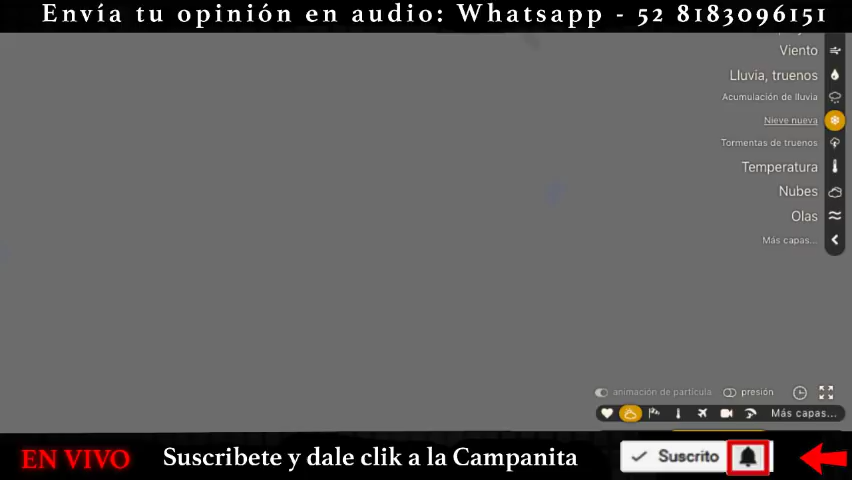 Envía tu opinión en audio: Whatsapp - 52 8183096151
Viento
Lluvía, truenos
Acumulación de lluvia
Nieve nueva
Tormentas de truenos
Temperatura
Nubes
Olas
Más capas...
animación de partícula
presión
Más capas...
EN VIVO
Suscribete y dale clik a la Campanita
Suscrito